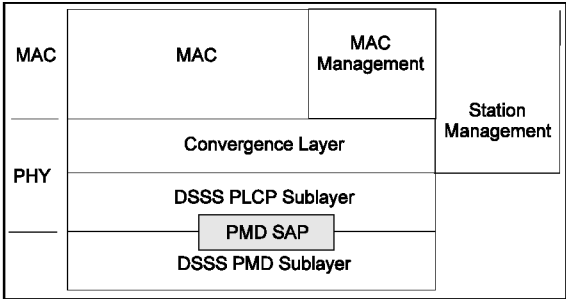 MAC
MAC
MAC
Management
Station
Management
Convergence Layer
PHY
DSSS PLCP Sublayer
PMD SAP
DSSS PMD Sublayer